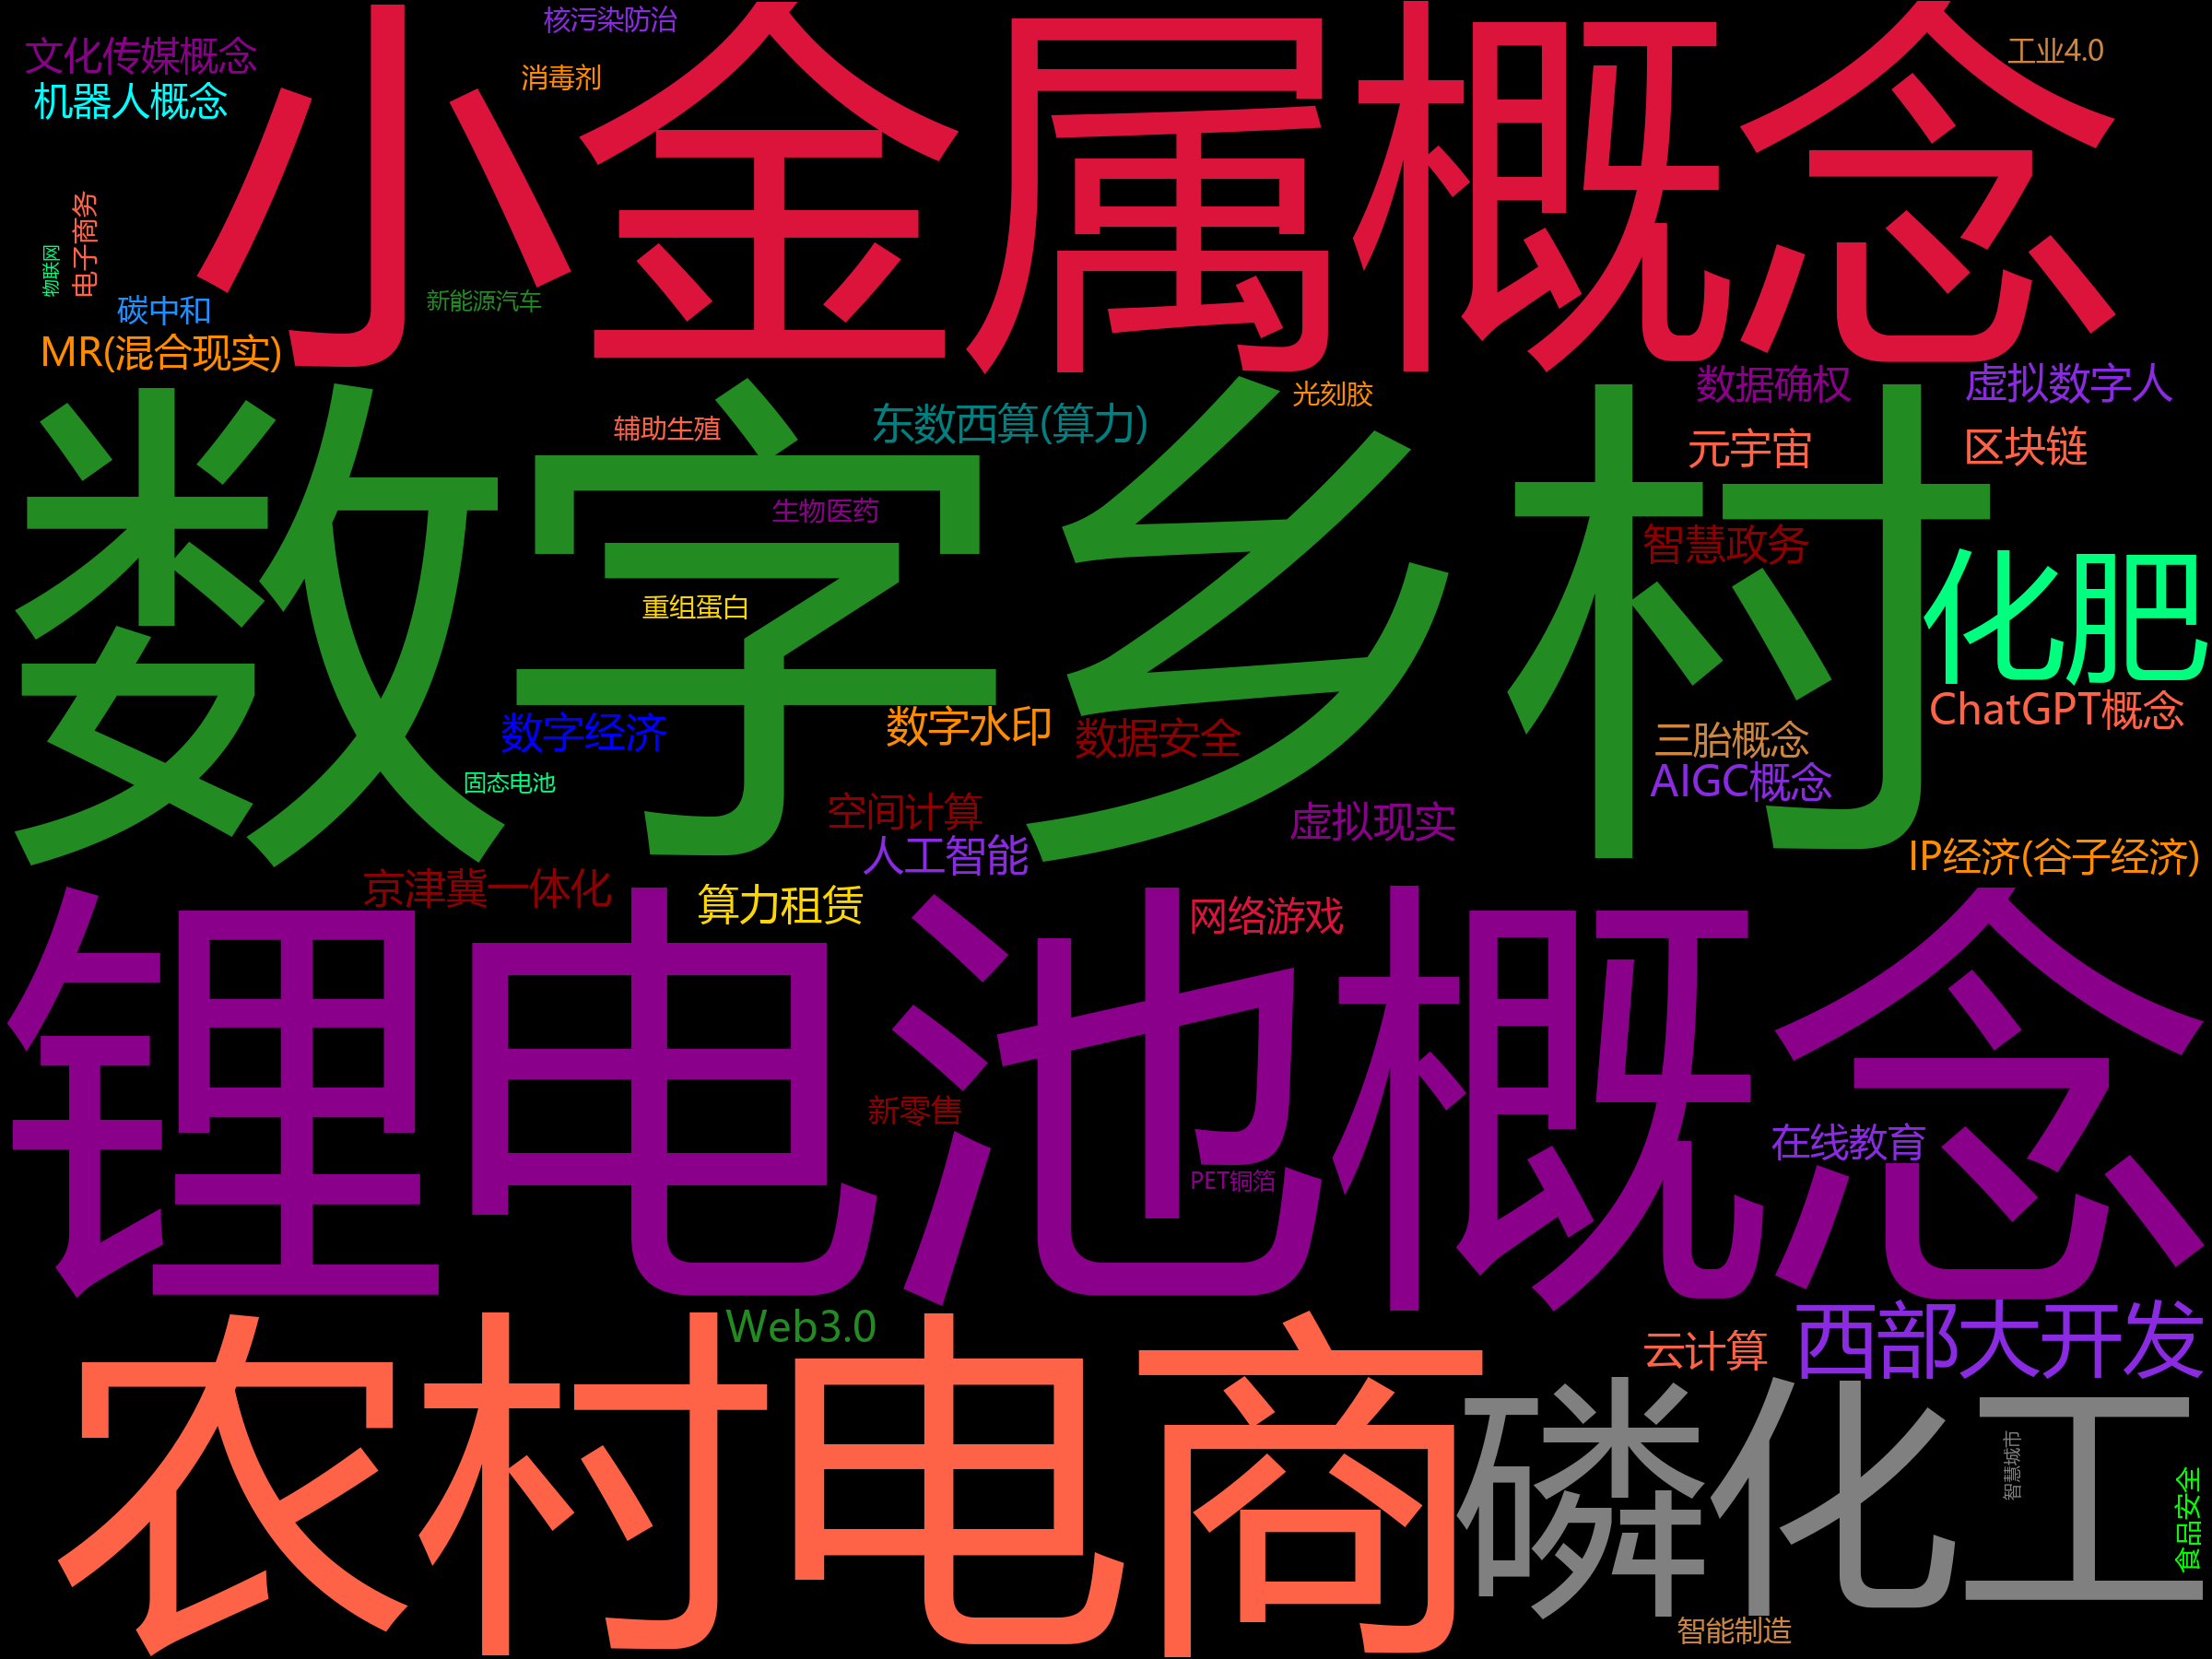 核污染防治
文化传媒概念
小金属概念
工业4.0
消毒剂
机器人概念
电子商务
物联网
碳中和
新能源汽车
MR(混合现实)
数据确权
虚拟数字人
光刻胶
辅助生殖
东数西算(算力)
元宇宙
区块链
数字乡村
生物医药
智慧政务
重组蛋白
化肥
ChatGPT概念
数字经济
数字水印
数据安全
三胎概念
固态电池
AIGC概念
空间计算
虚拟现实
人工智能
IP经济(谷子经济)
京津冀一体化
算力租赁
网络游戏
锂电池概念
新零售
在线教育
PET铜箔
Web3.0
云计算
西部大开发
农村电商
磷化工
智慧城市
食品安全
智能制造